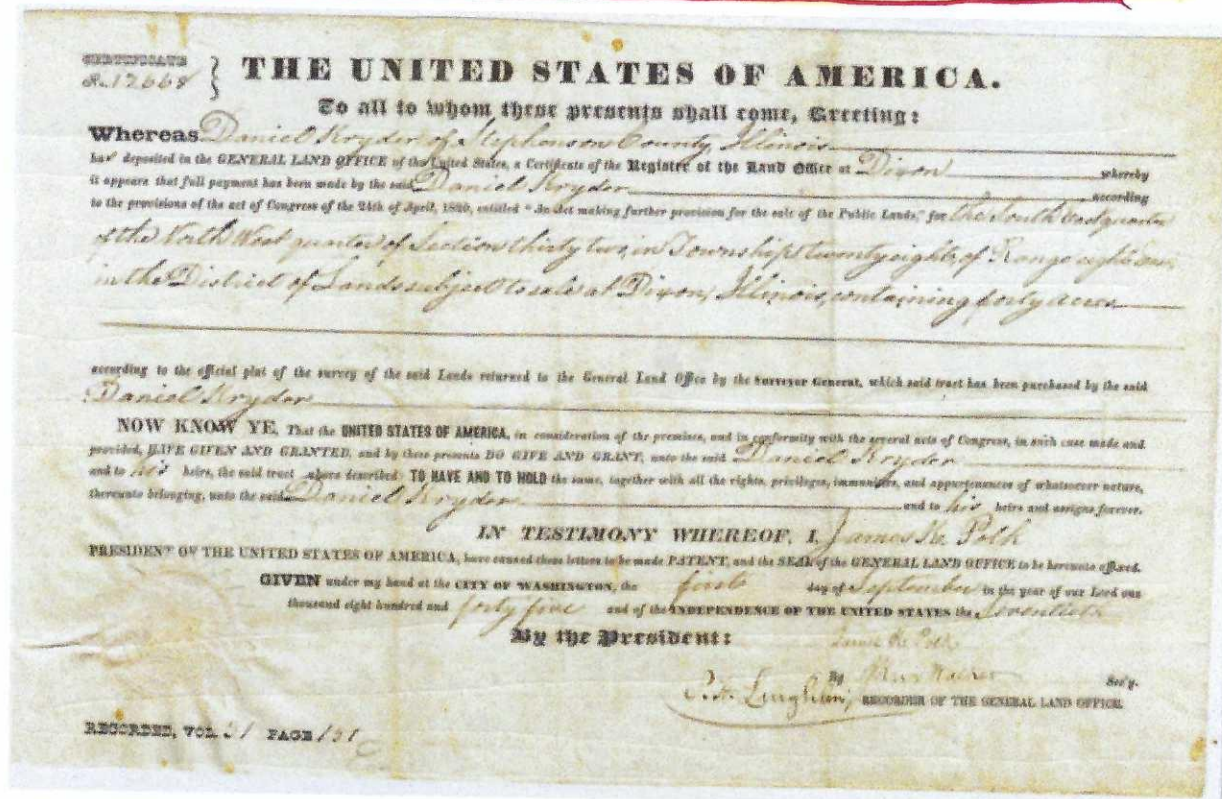 CERTIFICATE
THE UNITED STATES OF AMERICA.
To all to whom these presents shall come, Greeting:
Whereas Daniel Kryder of Stephenson County, Illinois
ha deposited in the GENERAL LAND OFFICE of the United States, a Certificate of the Register of the Land Office at Dixon whereby
it appears that full payment has been made by the said Daniel Kryder according
to the provisions of the act of Congress of the 24th of April, 1820, entitled "An Act making further provision for the sale of the Public Lands," for the South quarter
of the North West quarter of Section thirty two, in Township twenty eight, of Range eight
in the District of Lands subject to sale at Dixon, Illinois, containing forty acres
according to the official plat of the survey of the said Lands returned to the General Land Office by the Surveyor General, which said tract has been purchased by the said
Daniel Kryder
NOW KNOW YE, That the UNITED STATES OF AMERICA, in consideration of the premises, and in conformity with the several acts of Congress, in such case made and
provided, HAVE GIVEN AND GRANTED, and by these presents DO GIVE AND GRANT, unto the said Daniel Kryder
and to his heirs, the said tract above described: TO HAVE AND TO HOLD the same, together with all the rights, privileges, immunities, and appurtenances of whatsoever nature,
thereunto belonging, unto the said Daniel Kryder and to his heirs and assigns forever.
IN TESTIMONY WHEREOF, I, James K. Polk
PRESIDENT OF THE UNITED STATES OF AMERICA, have caused these letters to be made PATENT, and the SEAL of the GENERAL LAND OFFICE to be hereunto affixed.
GIVEN under my hand at the CITY OF WASHINGTON, the first day of September in the year of our Lord one
thousand eight hundred and forty five and of the INDEPENDENCE OF THE UNITED STATES the Seventieth
By the President: James K. Polk
By Sec'y.
RECORDER OF THE GENERAL LAND OFFICE.
RECORDED, VOL. 31 PAGE